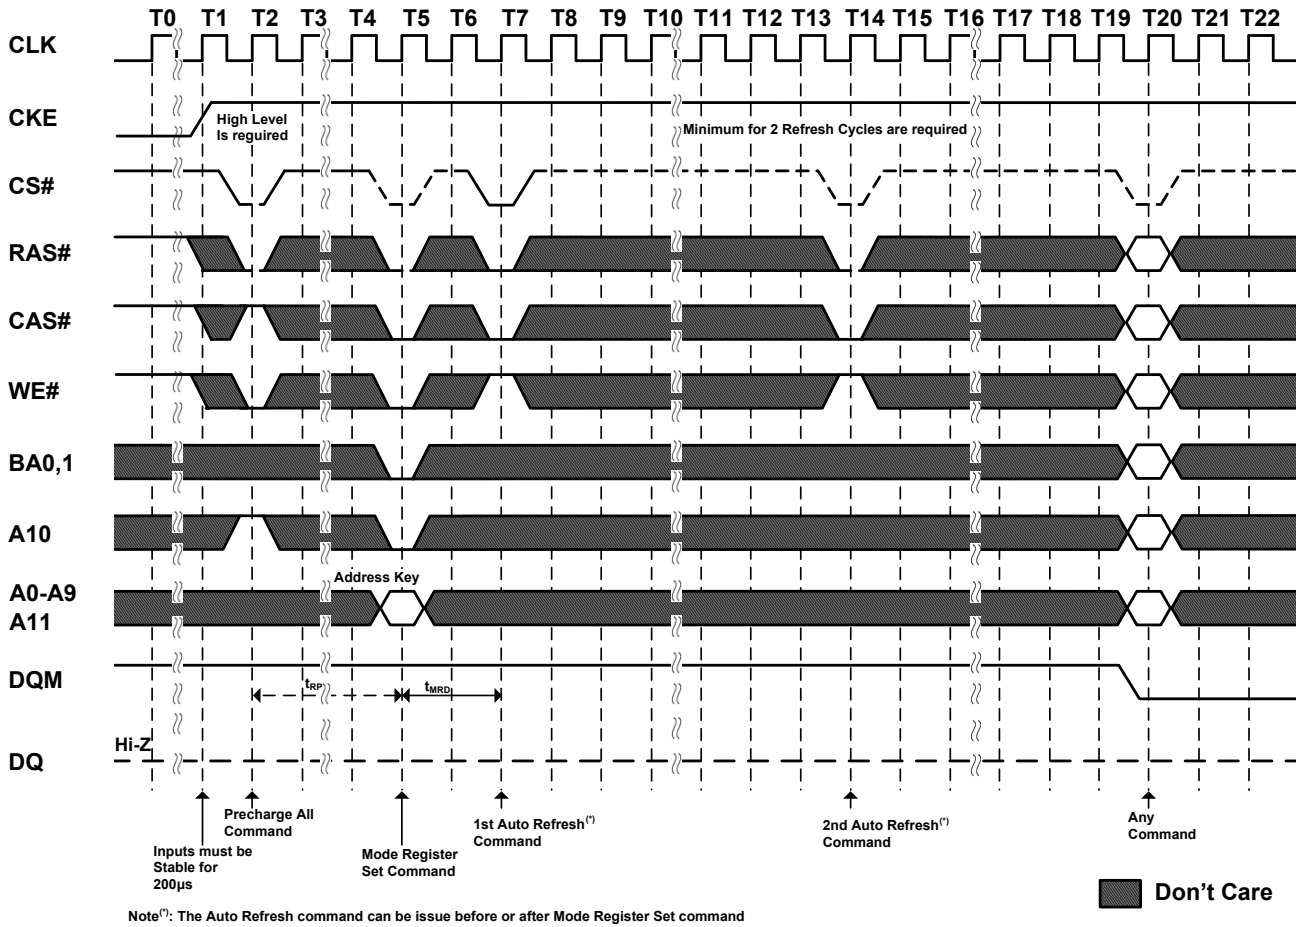 T0 T1 T2 T3 T4 T5 T6 T7 T8 T9 T10 T11 T12 T13 T14 T15 T16 T17 T18 T19 T20 T21 T22
CLK
CKE
High Level
Is reguired
Minimum for 2 Refresh Cycles are required
CS#
RAS#
CAS#
WE#
BA0,1
A10
Address Key
A0-A9
A11
DQM
tRP
tMRD
Hi-Z
DQ
Inputs must be
Stable for
200µs
Precharge All
Command
Mode Register
Set Command
1st Auto Refresh(*)
Command
2nd Auto Refresh(*)
Command
Any
Command
Don't Care
Note(*): The Auto Refresh command can be issue before or after Mode Register Set command